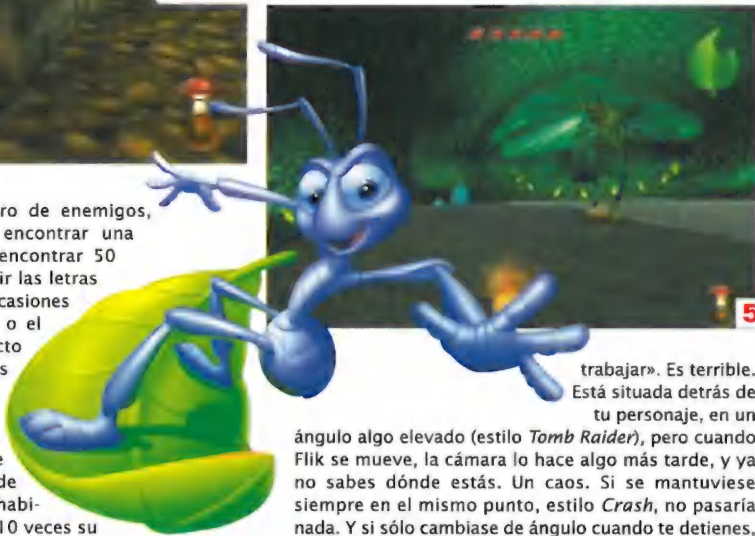 ro de enemigos,
encontrar una
encontrar 50
ir las letras
casiones
o el
cto
s
e
de
habi-
10 veces su
5
trabajar». Es terrible.
Está situada detrás de
tu personaje, en un
ángulo algo elevado (estilo Tomb Raider), pero cuando
Flik se mueve, la cámara lo hace algo más tarde, y ya
no sabes dónde estás. Un caos. Si se mantuviese
siempre en el mismo punto, estilo Crash, no pasaría
nada. Y si sólo cambiase de ángulo cuando te detienes,